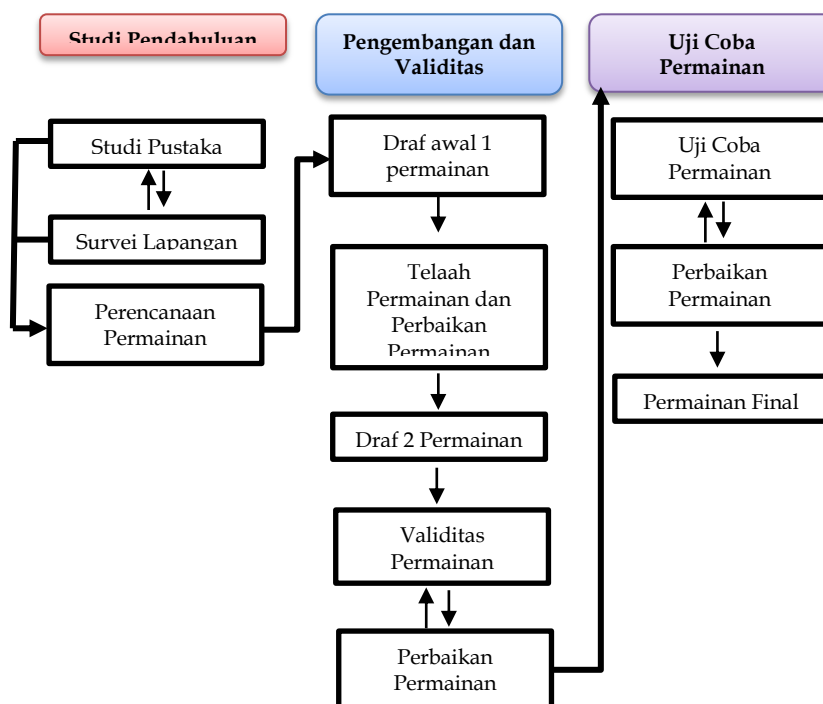 Studi Pendahuluan
Studi Pustaka
Survei Lapangan
Perencanaan
Permainan
Pengembangan dan
Validitas
Draf awal 1
permainan
Telaah
Permainan dan
Perbaikan
Permainan
Draf 2 Permainan
Validitas
Permainan
Perbaikan
Permainan
Uji Coba
Permainan
Uji Coba
Permainan
Perbaikan
Permainan
Permainan Final